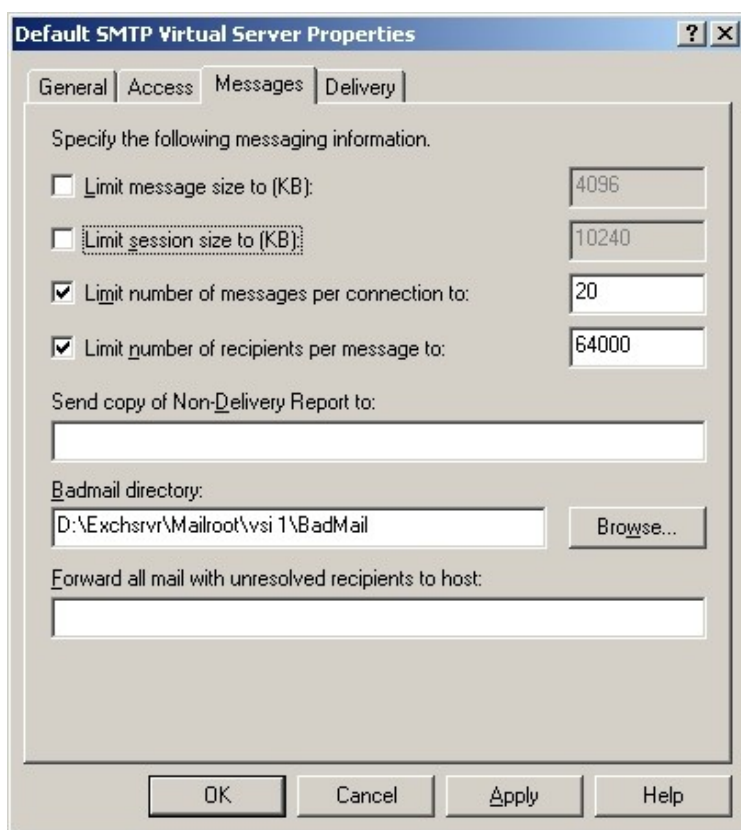 Default SMTP Virtual Server Properties
General Access Messages Delivery
Specify the following messaging information.
Limit message size to (KB): 4096
Limit session size to (KB): 10240
Limit number of messages per connection to: 20
Limit number of recipients per message to: 64000
Send copy of Non-Delivery Report to:
Badmail directory:
D:\Exchsrvr\Mailroot\vsi 1\BadMail Browse...
Forward all mail with unresolved recipients to host:
OK Cancel Apply Help